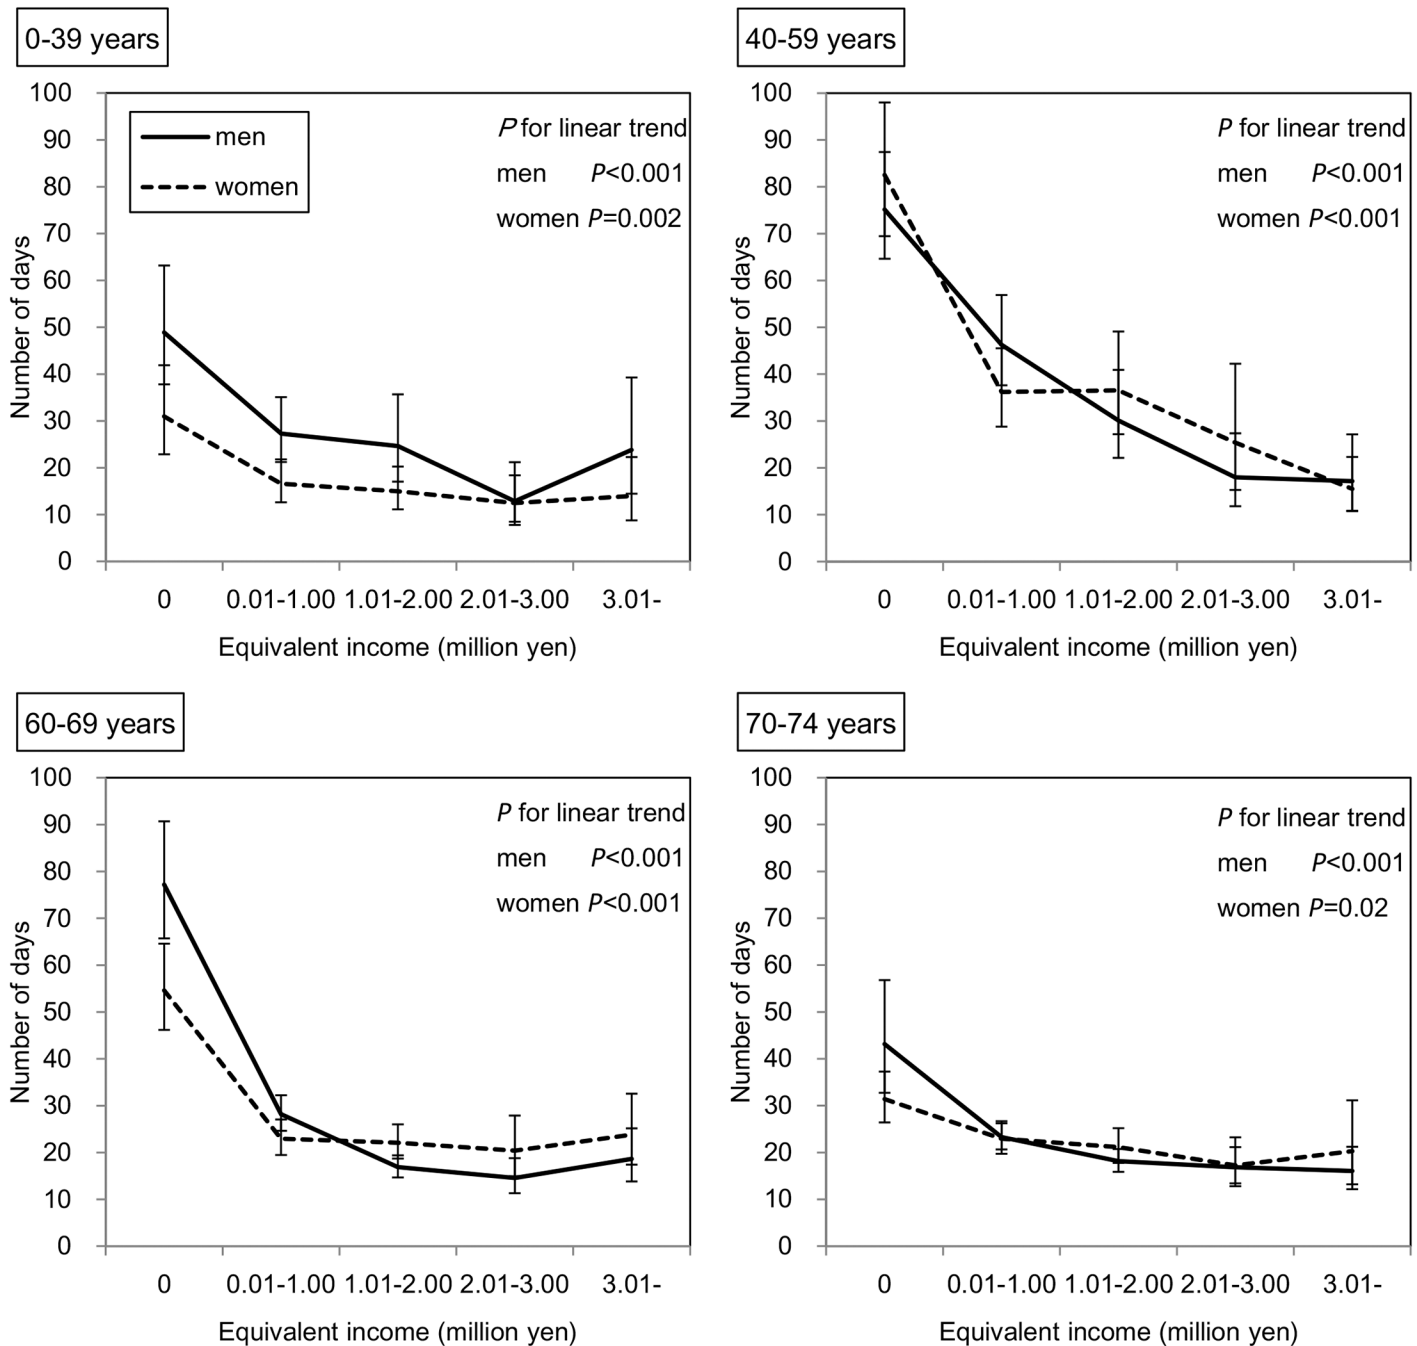 0-39 years
100
90
80
70
60
50
40
30
20
10
0
Number of days
men
women
P for linear trend
men P<0.001
women P=0.002
0 0.01-1.00 1.01-2.00 2.01-3.00 3.01-
Equivalent income (million yen)
40-59 years
100
90
80
70
60
50
40
30
20
10
0
Number of days
P for linear trend
men P<0.001
women P<0.001
0 0.01-1.00 1.01-2.00 2.01-3.00 3.01-
Equivalent income (million yen)
60-69 years
100
90
80
70
60
50
40
30
20
10
0
Number of days
P for linear trend
men P<0.001
women P<0.001
0 0.01-1.00 1.01-2.00 2.01-3.00 3.01-
Equivalent income (million yen)
70-74 years
100
90
80
70
60
50
40
30
20
10
0
Number of days
P for linear trend
men P<0.001
women P=0.02
0 0.01-1.00 1.01-2.00 2.01-3.00 3.01-
Equivalent income (million yen)